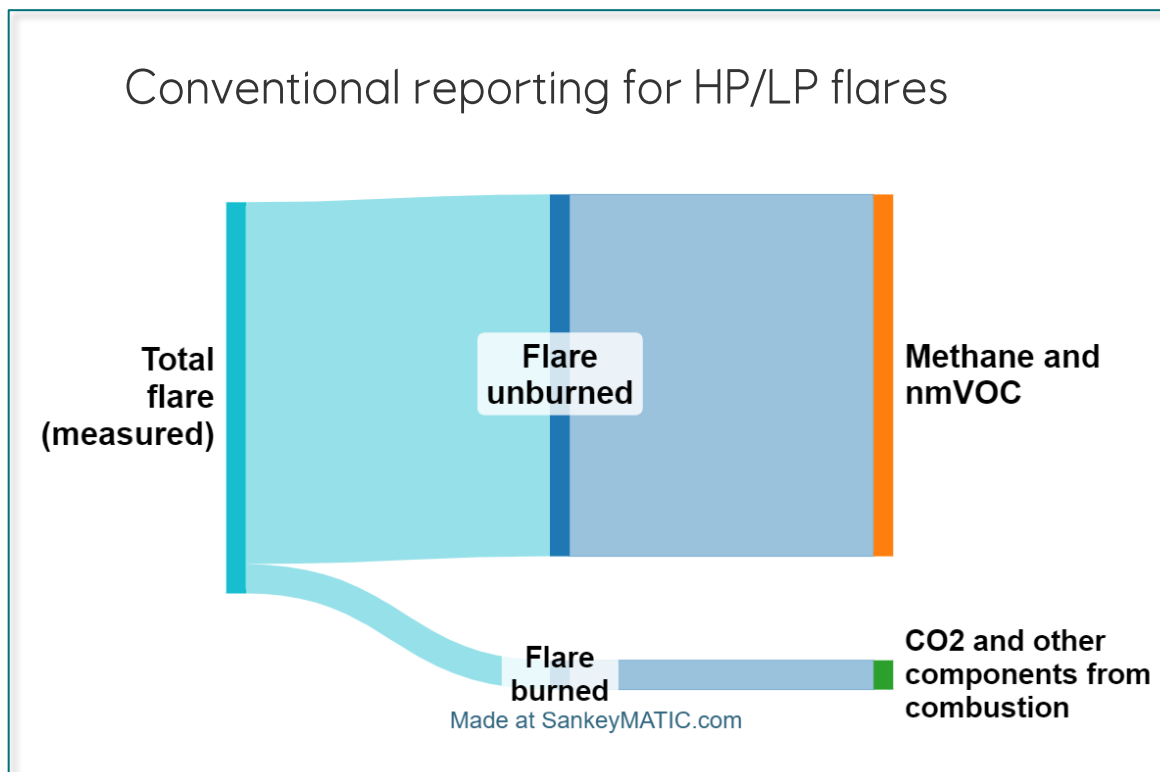 Conventional reporting for HP/LP flares
Total
flare
(measured)
Flare
unburned
Methane and
nmVOC
Flare
burned
CO2 and other
components from
combustion
Made at SankeyMATIC.com